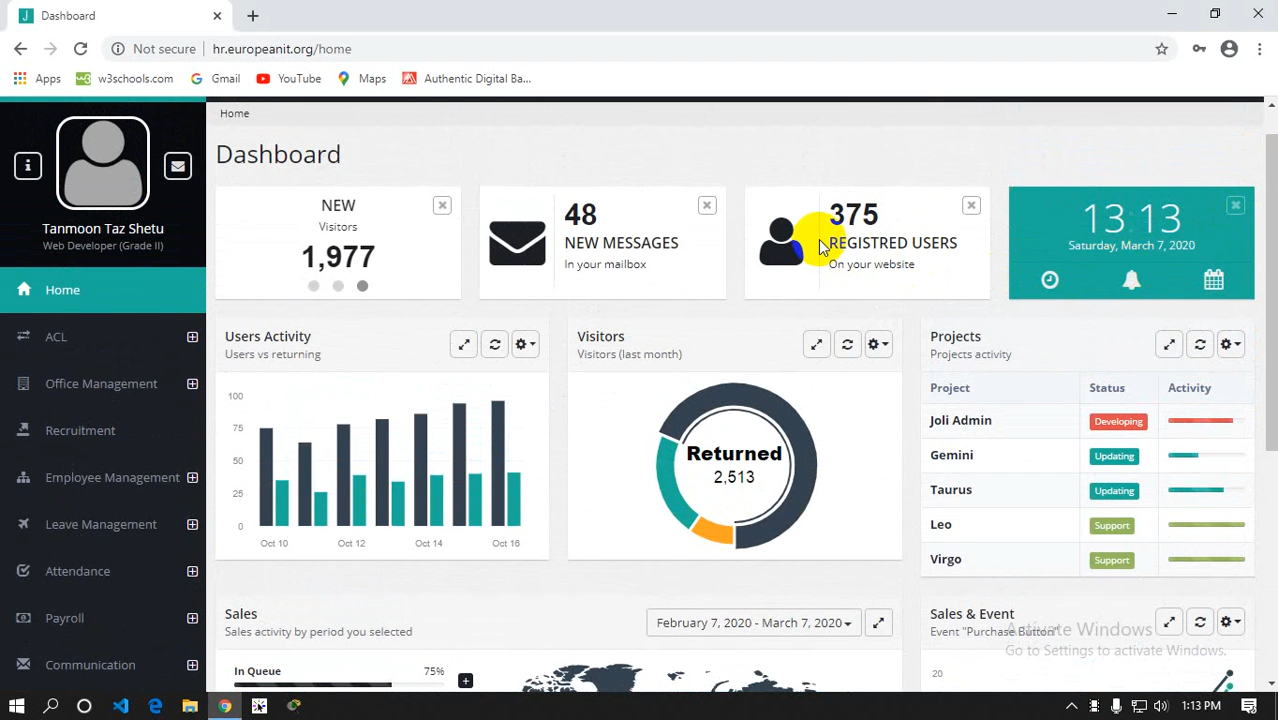 Dashboard
Not secure
hr.europeanit.org/home
Apps
w3schools.com
Gmail
YouTube
Maps
Authentic Digital Ba...
Tanmoon Taz Shetu
Web Developer (Grade II)
Home
ACL
Office Management
Recruitment
Employee Management
Leave Management
Attendance
Payroll
Communication
Home
Dashboard
NEW
Visitors
1,977
48
NEW MESSAGES
In your mailbox
375
REGISTRED USERS
On your website
13:13
Saturday, March 7, 2020
Users Activity
Users vs returning
100
75
50
25
0
Oct 10
Oct 12
Oct 14
Oct 16
Visitors
Visitors (last month)
Returned
2,513
Projects
Projects activity
Project Status Activity
Joli Admin Developing
Gemini Updating
Taurus Updating
Leo Support
Virgo Support
Sales
Sales activity by period you selected
February 7, 2020 - March 7, 2020
In Queue 75%
Sales & Event
Event "Purchase Button"
20
Activate Windows
Go to Settings to activate Windows.
1:13 PM